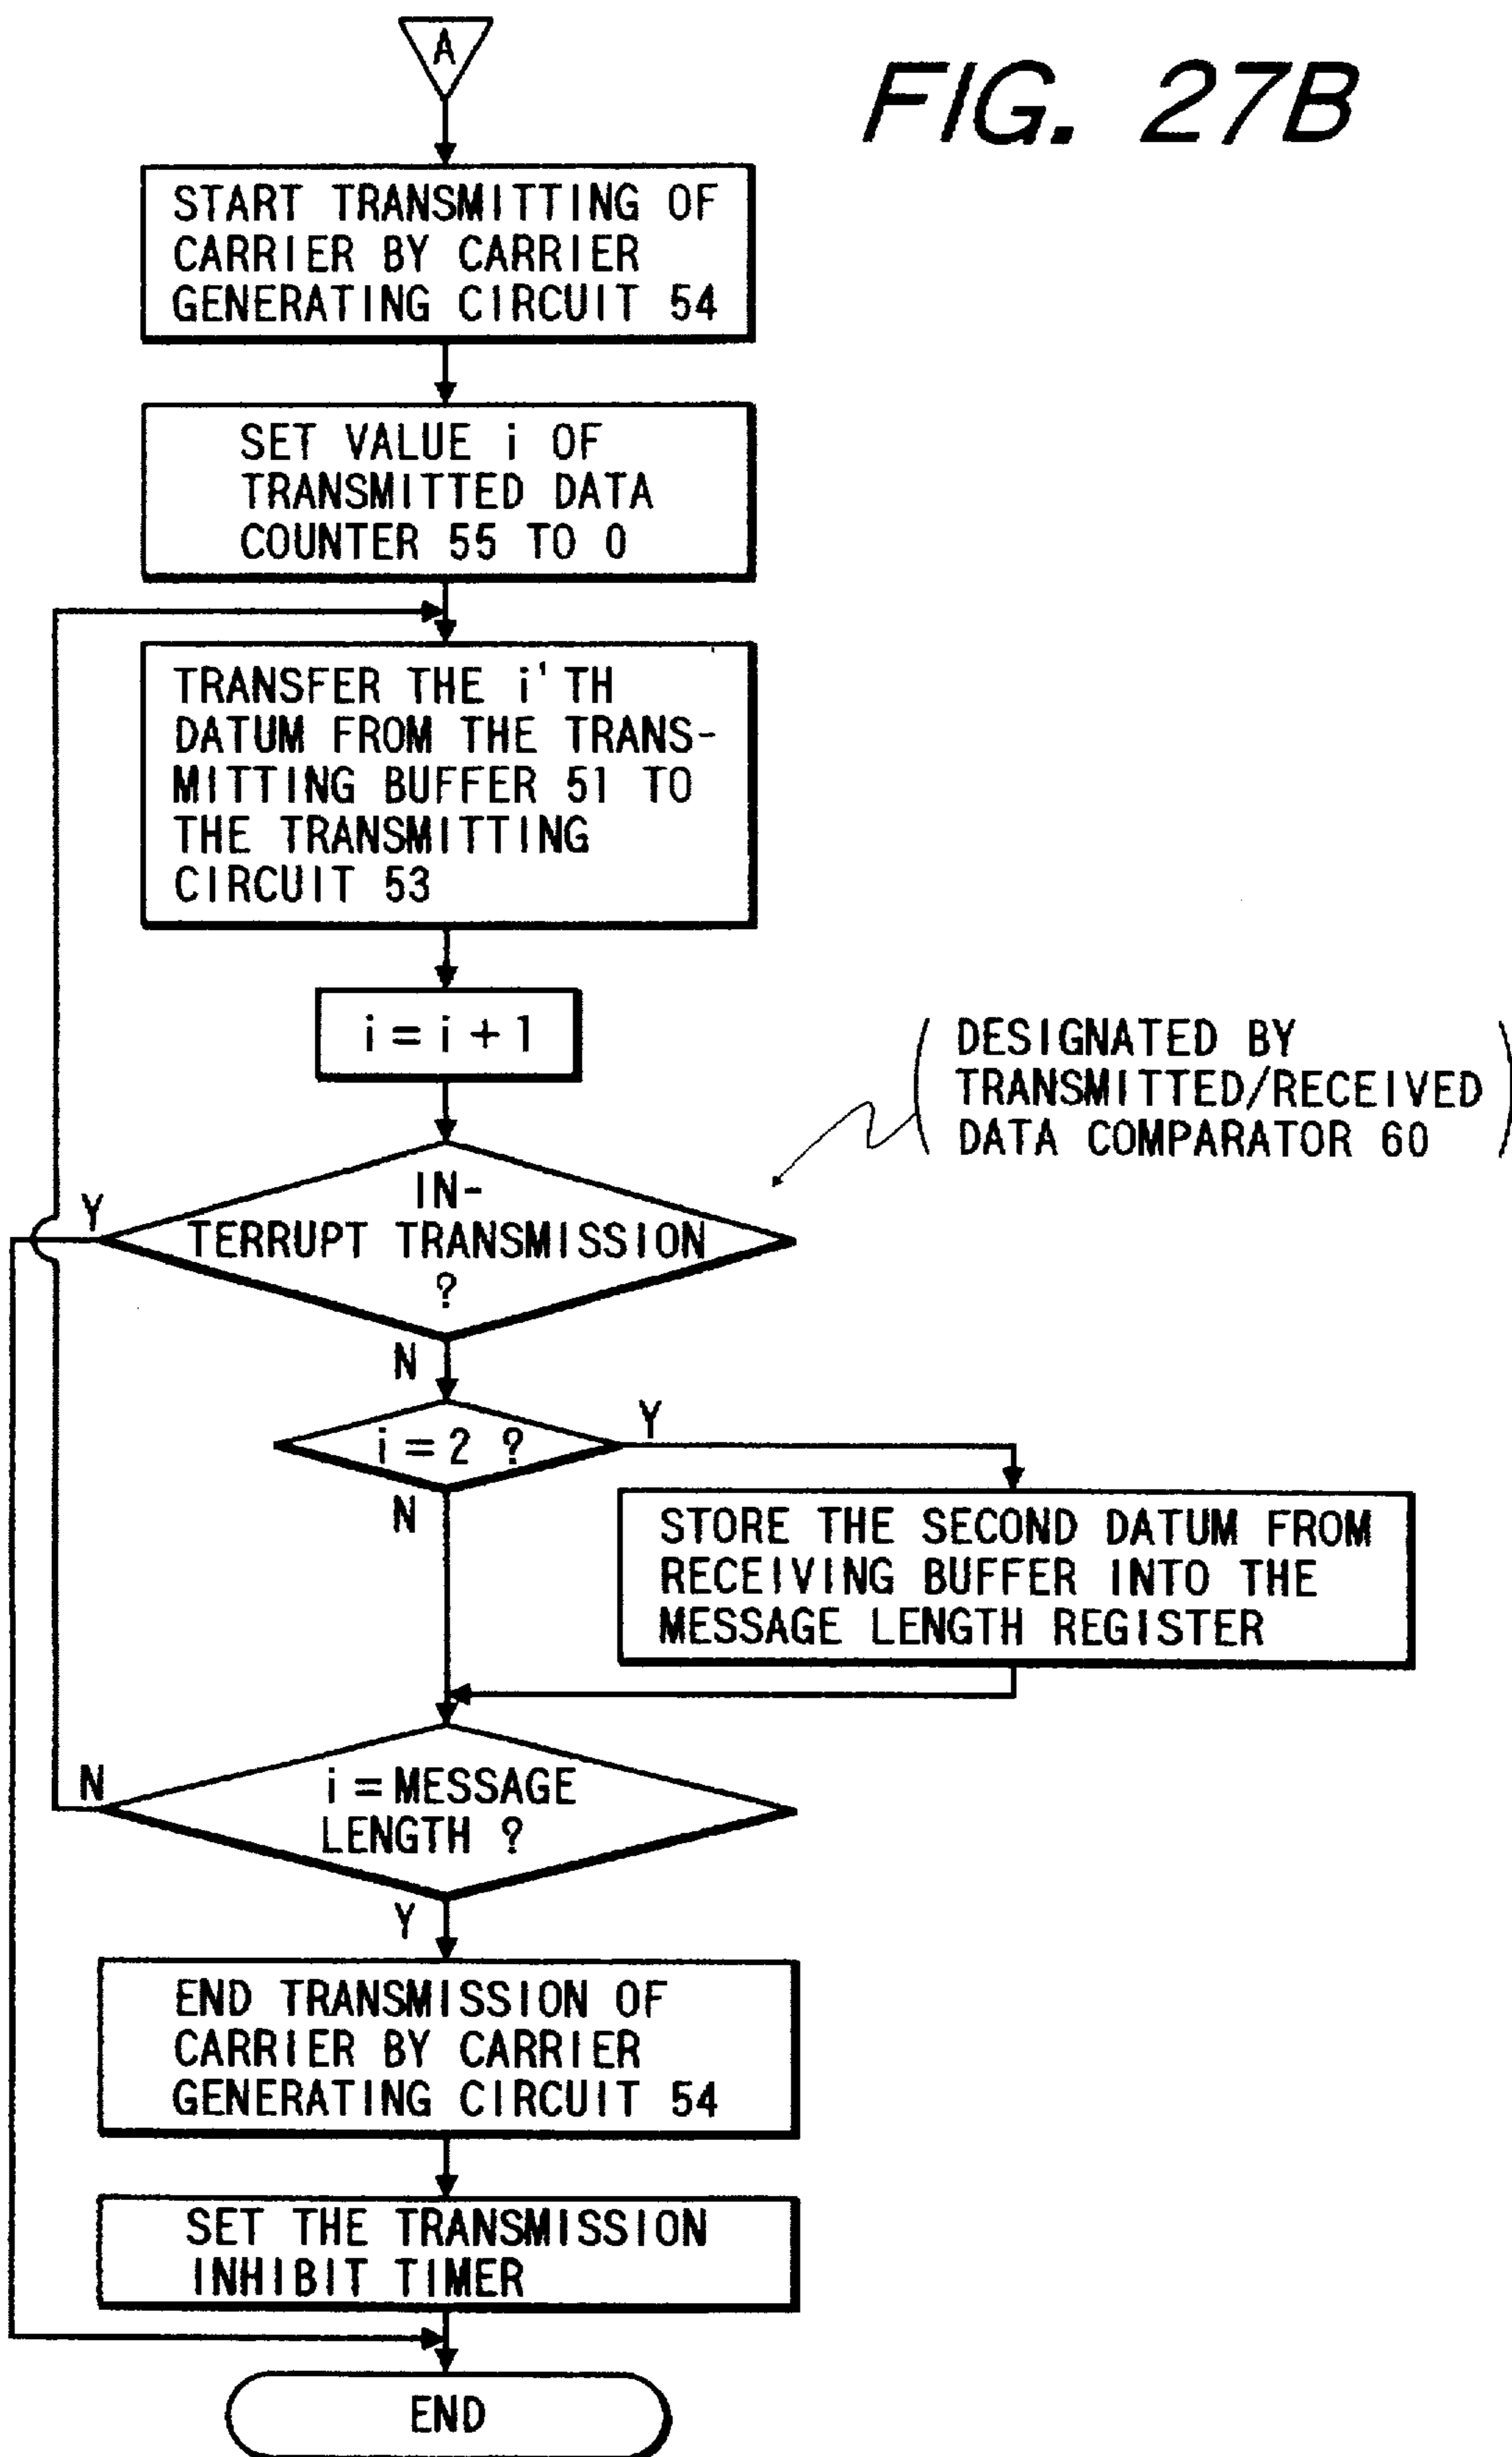 A
FIG. 27B
START TRANSMITTING OF
CARRIER BY CARRIER
GENERATING CIRCUIT 54
SET VALUE i OF
TRANSMITTED DATA
COUNTER 55 TO 0
TRANSFER THE i'TH
DATUM FROM THE TRANS-
MITTING BUFFER 51 TO
THE TRANSMITTING
CIRCUIT 53
i = i + 1
( DESIGNATED BY
TRANSMITTED/RECEIVED
DATA COMPARATOR 60 )
IN-
Y
TERRUPT TRANSMISSION
?
N
i = 2 ?
Y
N
STORE THE SECOND DATUM FROM
RECEIVING BUFFER INTO THE
MESSAGE LENGTH REGISTER
N
i = MESSAGE
LENGTH ?
Y
END TRANSMISSION OF
CARRIER BY CARRIER
GENERATING CIRCUIT 54
SET THE TRANSMISSION
INHIBIT TIMER
END